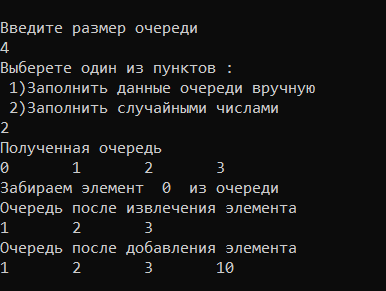 Введите размер очереди
4
Выберете один из пунктов :
1)Заполнить данные очереди вручную
2)Заполнить случайными числами
2
Полученная очередь
0 1 2 3
Забираем элемент 0 из очереди
Очередь после извлечения элемента
1 2 3
Очередь после добавления элемента
1 2 3 10